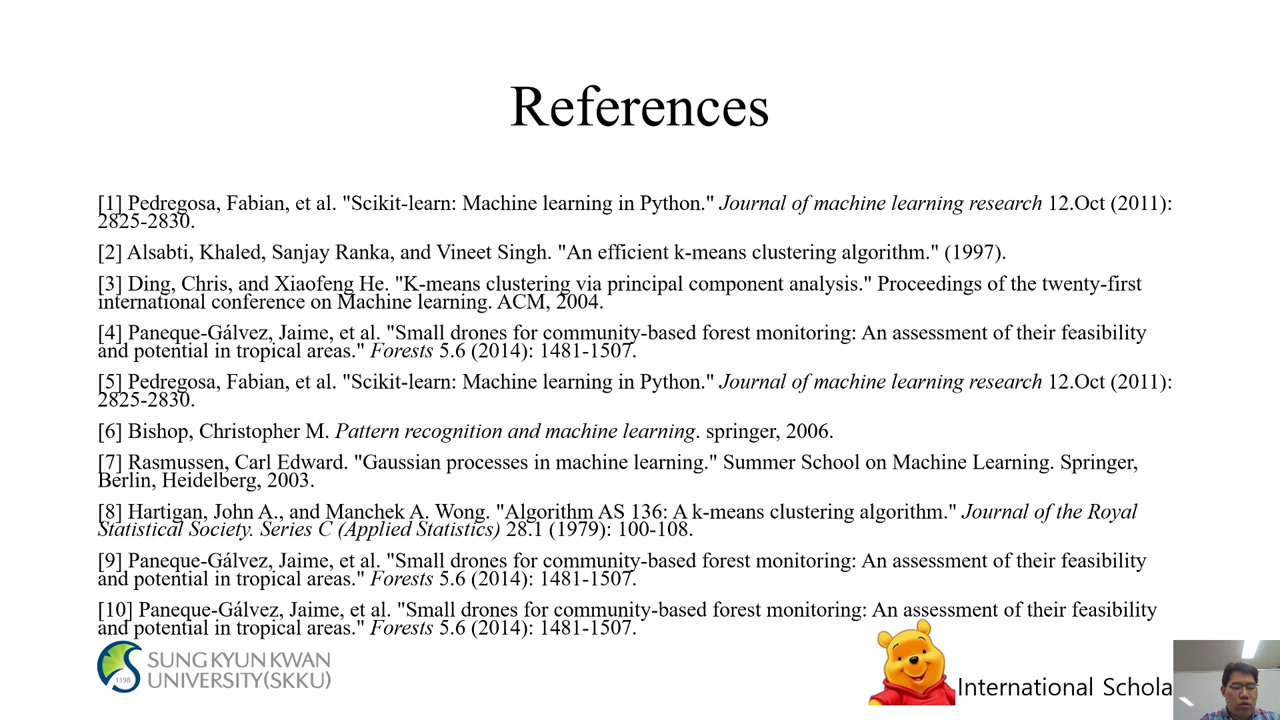 References
[1] Pedregosa, Fabian, et al. "Scikit-learn: Machine learning in Python." Journal of machine learning research 12.Oct (2011):
2825-2830.
[2] Alsabti, Khaled, Sanjay Ranka, and Vineet Singh. "An efficient k-means clustering algorithm." (1997).
[3] Ding, Chris, and Xiaofeng He. "K-means clustering via principal component analysis." Proceedings of the twenty-first
international conference on Machine learning. ACM, 2004.
[4] Paneque-Gálvez, Jaime, et al. "Small drones for community-based forest monitoring: An assessment of their feasibility
and potential in tropical areas." Forests 5.6 (2014): 1481-1507.
[5] Pedregosa, Fabian, et al. "Scikit-learn: Machine learning in Python." Journal of machine learning research 12.Oct (2011):
2825-2830.
[6] Bishop, Christopher M. Pattern recognition and machine learning. springer, 2006.
[7] Rasmussen, Carl Edward. "Gaussian processes in machine learning." Summer School on Machine Learning. Springer,
Berlin, Heidelberg, 2003.
[8] Hartigan, John A., and Manchek A. Wong. "Algorithm AS 136: A k-means clustering algorithm." Journal of the Royal
Statistical Society. Series C (Applied Statistics) 28.1 (1979): 100-108.
[9] Paneque-Gálvez, Jaime, et al. "Small drones for community-based forest monitoring: An assessment of their feasibility
and potential in tropical areas." Forests 5.6 (2014): 1481-1507.
[10] Paneque-Gálvez, Jaime, et al. "Small drones for community-based forest monitoring: An assessment of their feasibility
and potential in tropical areas." Forests 5.6 (2014): 1481-1507.
1398
SUNG KYUN KWAN
UNIVERSITY(SKKU)
International Schola